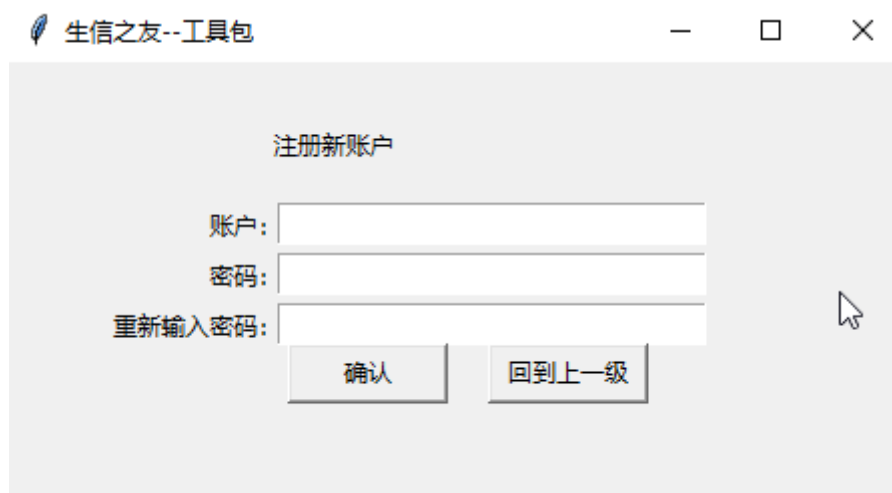 生信之友--工具包
注册新账户
账户:
密码:
重新输入密码:
确认 回到上一级